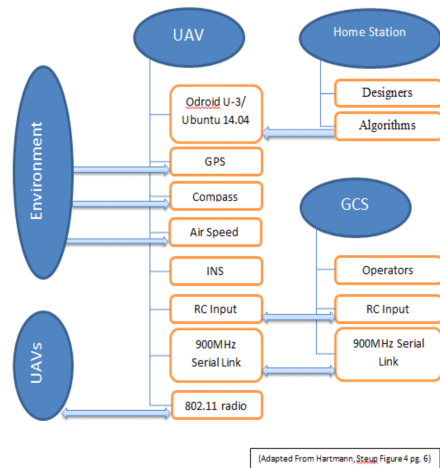 UAV
Home Station
Odroid U-3/
Ubuntu 14.04
Designers
Algorithms
Environment
GPS
Compass
GCS
Air Speed
INS
Operators
RC Input
RC Input
900MHz
Serial Link
900MHz Serial
Link
UAVs
802.11 radio
(Adapted From Hartmann, Steup Figure 4 pg. 6)